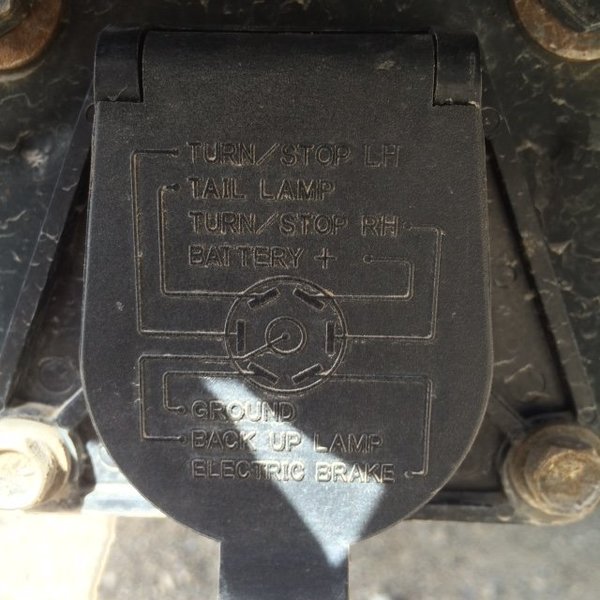 TURN/STOP LH
TAIL LAMP
TURN/STOP RH
BATTERY +
GROUND
BACK UP LAMP
ELECTRIC BRAKE